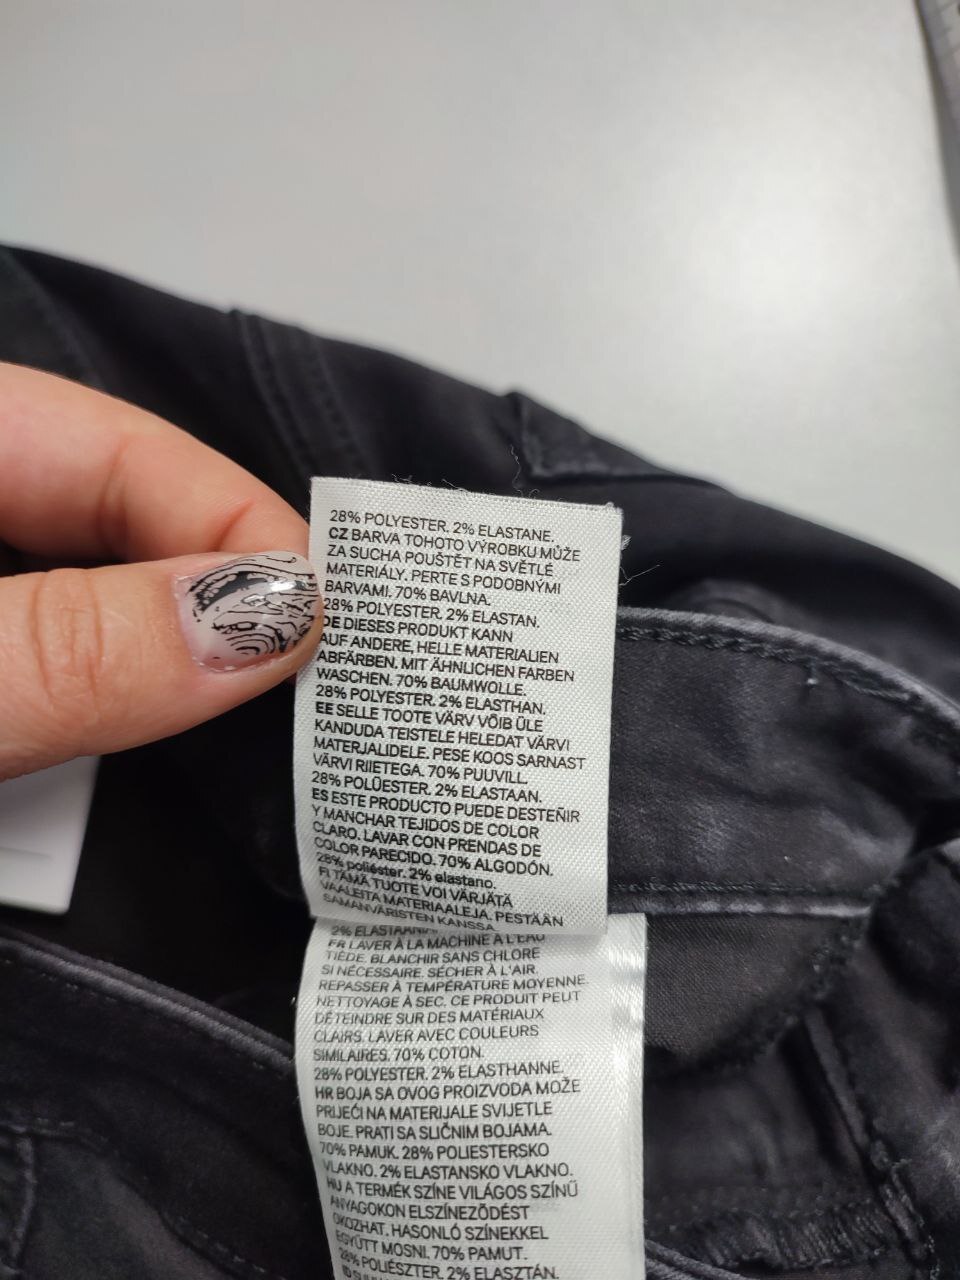 28% POLYESTER. 2% ELASTANE.
CZ BARVA TOHOTO VÝROBKU MŮŽE
ZA SUCHA POUŠTĚT NA SVĚTLÉ
MATERIÁLY. PERTE S PODOBNÝMI
BARVAMI. 70% BAVLNA.
28% POLYESTER. 2% ELASTAN.
DE DIESES PRODUKT KANN
AUF ANDERE, HELLE MATERIALIEN
ABFÄRBEN. MIT ÄHNLICHEN FARBEN
WASCHEN. 70% BAUMWOLLE.
28% POLYESTER. 2% ELASTHAN.
EE SELLE TOOTE VÄRV VÕIB ÜLE
KANDUDA TEISTELE HELEDAT VÄRVI
MATERJALIDELE. PESE KOOS SARNAST
VÄRVI RIIETEGA. 70% PUUVILL.
28% POLÜESTER. 2% ELASTAAN.
ES ESTE PRODUCTO PUEDE DESTEÑIR
Y MANCHAR TEJIDOS DE COLOR
CLARO. LAVAR CON PRENDAS DE
COLOR PARECIDO. 70% ALGODÓN.
28% poliéster. 2% elastano.
FI TÄMÄ TUOTE VOI VÄRJÄTÄ
VAALEITA MATERIAALEJA. PESTÄÄN
SAMANVÄRISTEN KANSSA.
2% ELASTAANIA.
FR LAVER À LA MACHINE À L'EAU
TIÈDE. BLANCHIR SANS CHLORE
SI NÉCESSAIRE. SÉCHER À L'AIR.
REPASSER À TEMPÉRATURE MOYENNE.
NETTOYAGE À SEC. CE PRODUIT PEUT
DÉTEINDRE SUR DES MATÉRIAUX
CLAIRS. LAVER AVEC COULEURS
SIMILAIRES. 70% COTON.
28% POLYESTER. 2% ELASTHANNE.
HR BOJA SA OVOG PROIZVODA MOŽE
PRIJEĆI NA MATERIJALE SVIJETLE
BOJE. PRATI SA SLIČNIM BOJAMA.
70% PAMUK. 28% POLIESTERSKO
VLAKNO. 2% ELASTANSKO VLAKNO.
HU A TERMÉK SZÍNE VILÁGOS SZÍNŰ
ANYAGOKON ELSZÍNEZŐDÉST
OKOZHAT. HASONLÓ SZÍNEKKEL
EGYÜTT MOSNI. 70% PAMUT.
28% POLIÉSZTER. 2% ELASZTÁN.